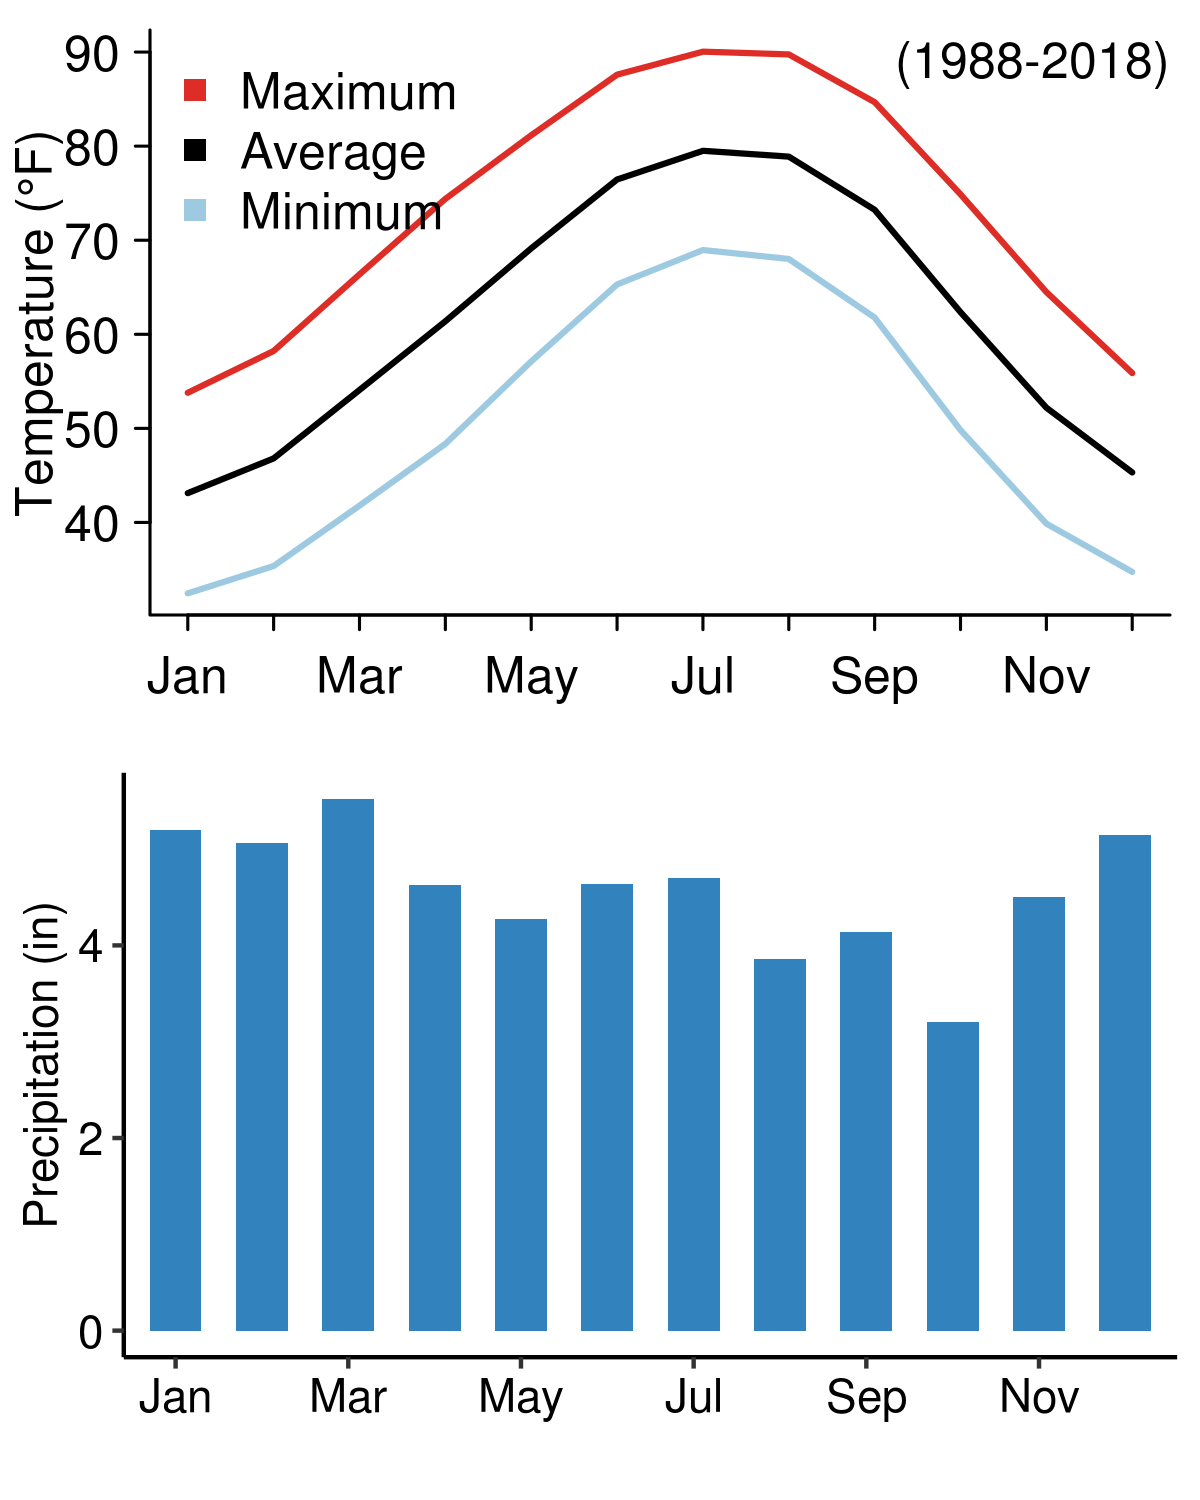 (1988-2018)
Maximum
Average
Minimum
Temperature (°F)
90
80
70
60
50
40
Jan Mar May Jul Sep Nov
Precipitation (in)
4
2
0
Jan Mar May Jul Sep Nov